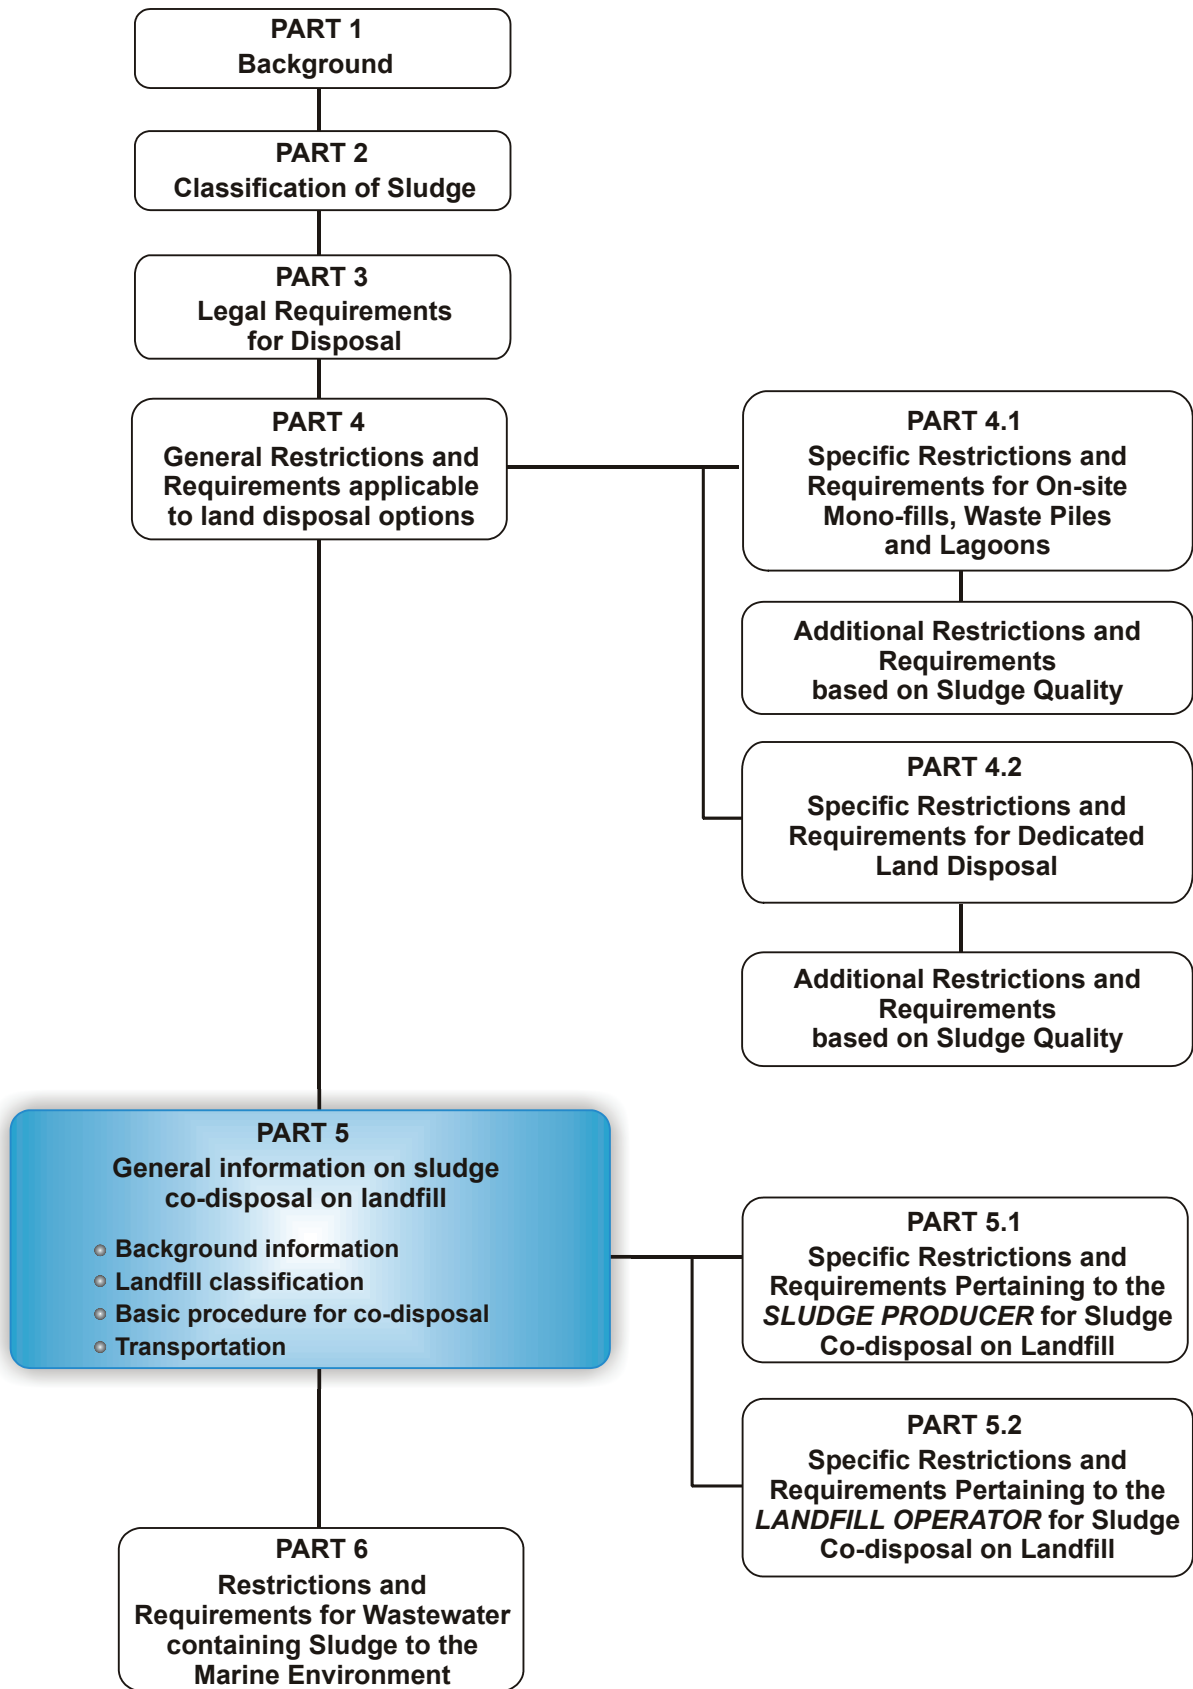 PART 1
Background
PART 2
Classification of Sludge
PART 3
Legal Requirements
for Disposal
PART 4
General Restrictions and
Requirements applicable
to land disposal options
PART 4.1
Specific Restrictions and
Requirements for On-site
Mono-fills, Waste Piles
and Lagoons
Additional Restrictions and
Requirements
based on Sludge Quality
PART 4.2
Specific Restrictions and
Requirements for Dedicated
Land Disposal
Additional Restrictions and
Requirements
based on Sludge Quality
PART 5
General information on sludge
co-disposal on landfill
Background information
Landfill classification
Basic procedure for co-disposal
Transportation
PART 5.1
Specific Restrictions and
Requirements Pertaining to the
SLUDGE PRODUCER for Sludge
Co-disposal on Landfill
PART 5.2
Specific Restrictions and
Requirements Pertaining to the
LANDFILL OPERATOR for Sludge
Co-disposal on Landfill
PART 6
Restrictions and
Requirements for Wastewater
containing Sludge to the
Marine Environment